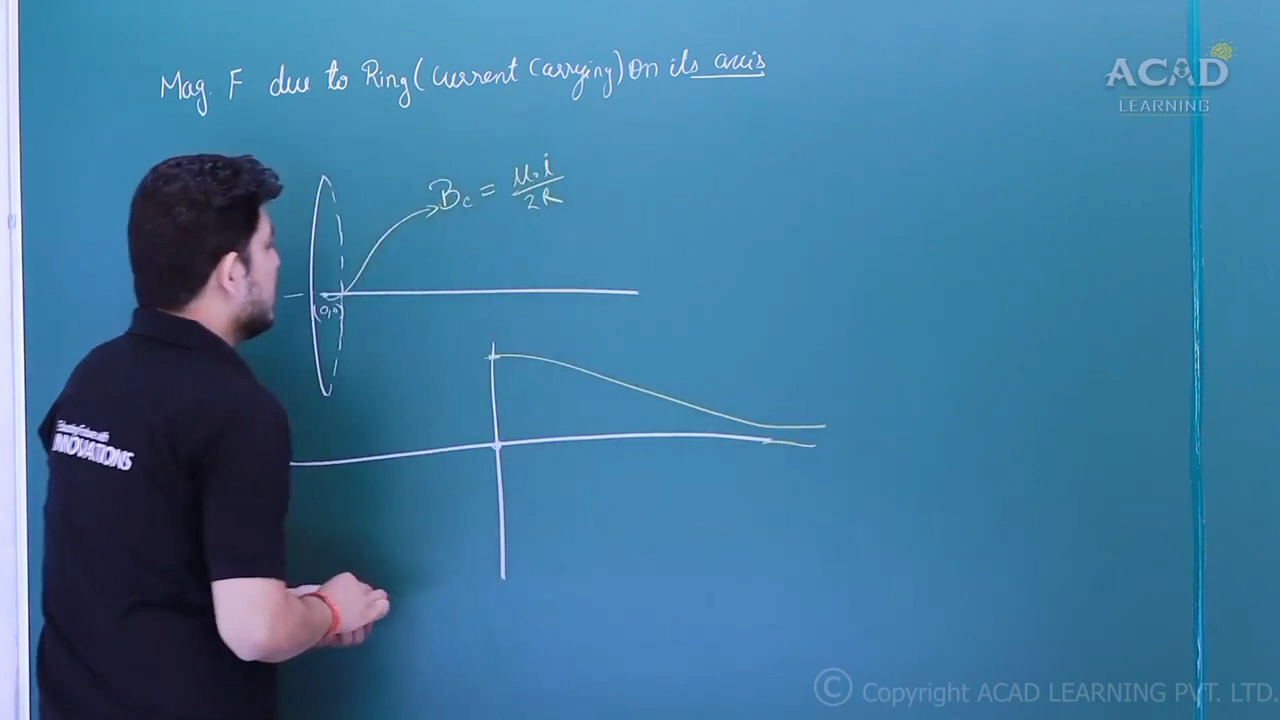 Mag. F due to Ring (Current Carrying) on its axis
ACAD
LEARNING
Bc = μ₀i/2R
(0,0)
INNOVATIONS
© Copyright ACAD LEARNING PVT. LTD.